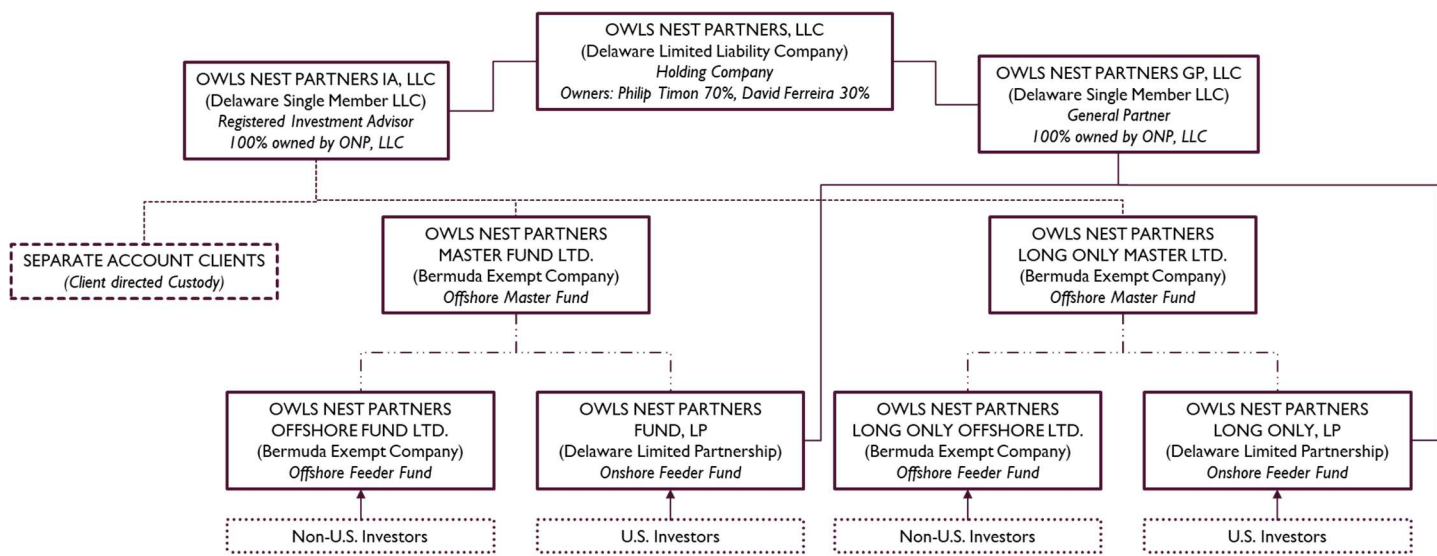 OWLS NEST PARTNERS, LLC
(Delaware Limited Liability Company)
Holding Company
Owners: Philip Timon 70%, David Ferreira 30%
OWLS NEST PARTNERS IA, LLC
(Delaware Single Member LLC)
Registered Investment Advisor
100% owned by ONP, LLC
OWLS NEST PARTNERS GP, LLC
(Delaware Single Member LLC)
General Partner
100% owned by ONP, LLC
SEPARATE ACCOUNT CLIENTS
(Client directed Custody)
OWLS NEST PARTNERS
MASTER FUND LTD.
(Bermuda Exempt Company)
Offshore Master Fund
OWLS NEST PARTNERS
LONG ONLY MASTER LTD.
(Bermuda Exempt Company)
Offshore Master Fund
OWLS NEST PARTNERS
OFFSHORE FUND LTD.
(Bermuda Exempt Company)
Offshore Feeder Fund
OWLS NEST PARTNERS
FUND, LP
(Delaware Limited Partnership)
Onshore Feeder Fund
OWLS NEST PARTNERS
LONG ONLY OFFSHORE LTD.
(Bermuda Exempt Company)
Offshore Feeder Fund
OWLS NEST PARTNERS
LONG ONLY, LP
(Delaware Limited Partnership)
Onshore Feeder Fund
Non-U.S. Investors
U.S. Investors
Non-U.S. Investors
U.S. Investors